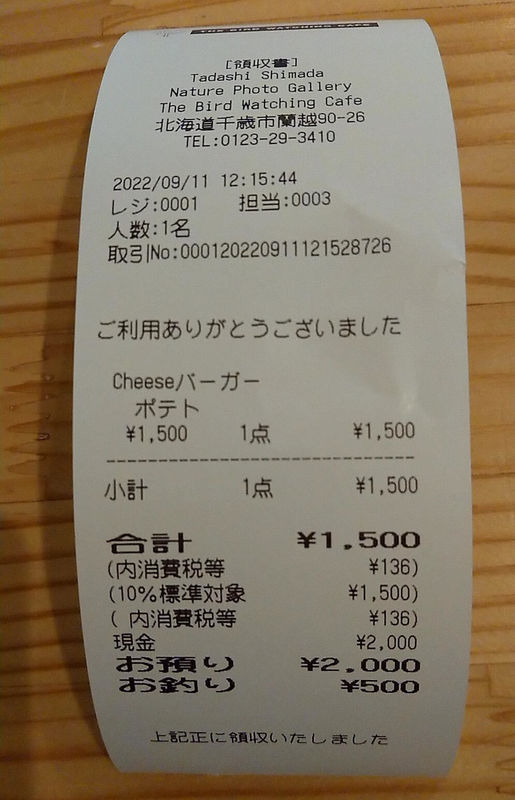 THE BIRD WATCHING CAFE
[領収書]
Tadashi Shimada
Nature Photo Gallery
The Bird Watching Cafe
北海道千歳市蘭越90-26
TEL:0123-29-3410
2022/09/11 12:15:44
レジ:0001 担当:0003
人数:1名
取引No:000120220911121528726
ご利用ありがとうございました
Cheeseバーガー
ポテト
¥1,500 1点 ¥1,500
小計 1点 ¥1,500
合計 ¥1,500
(内消費税等 ¥136)
(10%標準対象 ¥1,500)
( 内消費税等 ¥136)
現金 ¥2,000
お預り ¥2,000
お釣り ¥500
上記正に領収いたしました